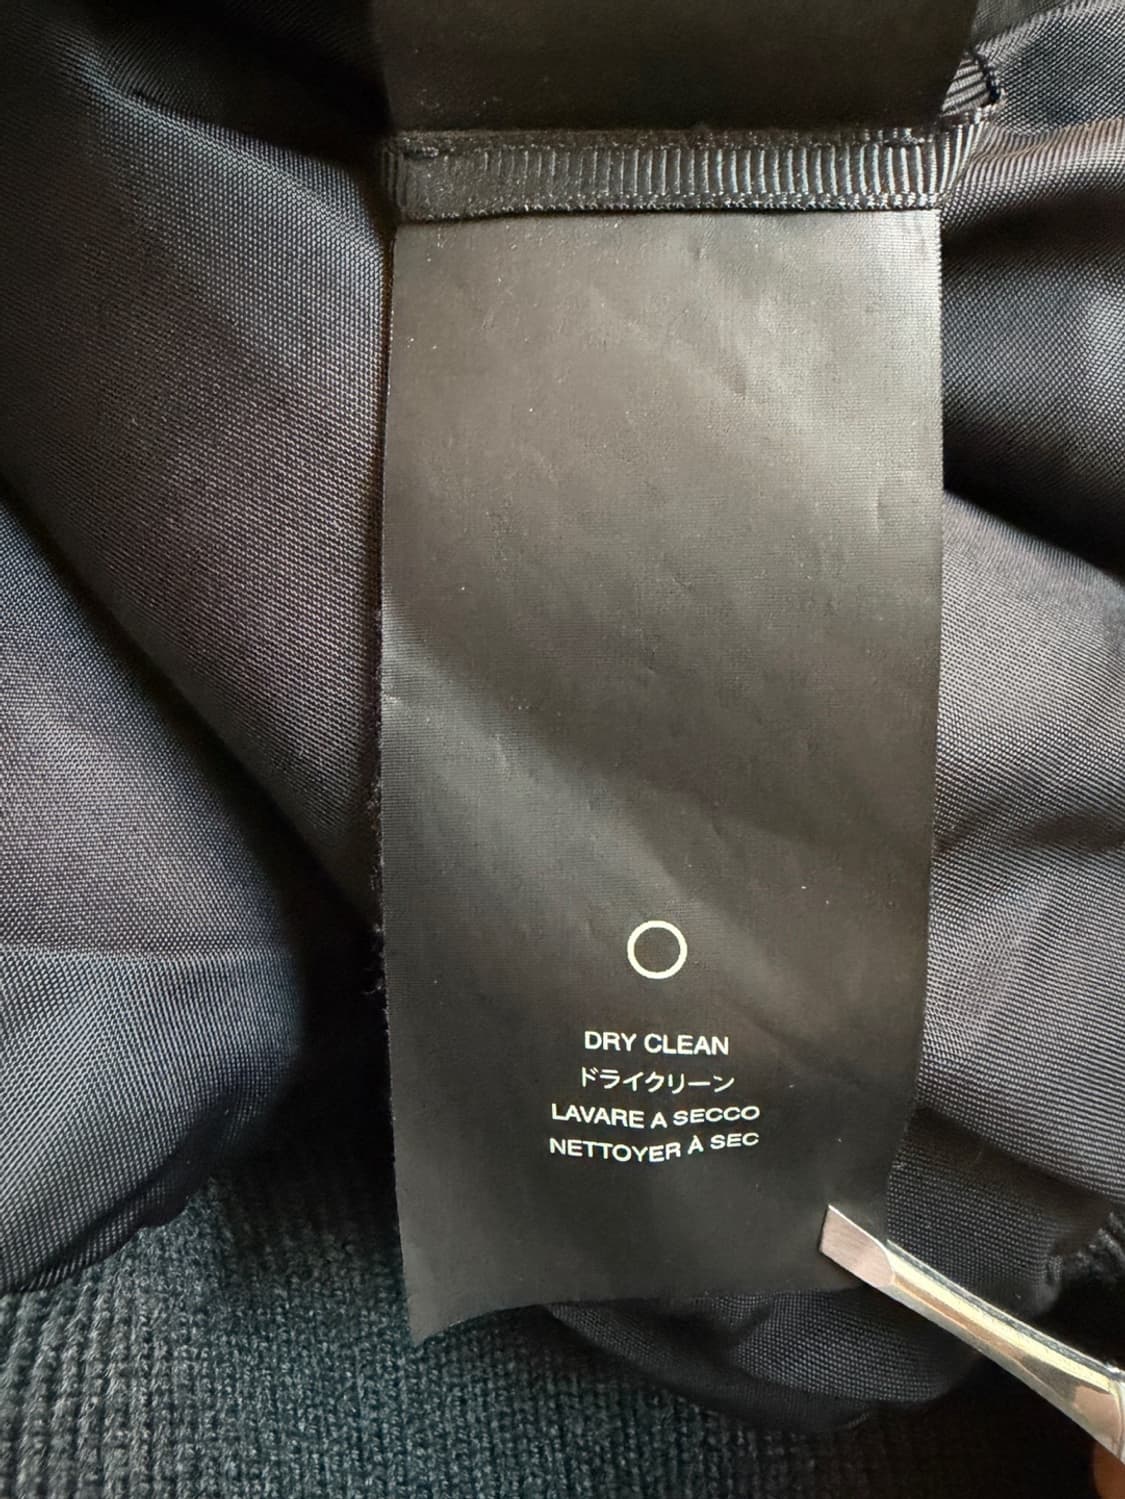 DRY CLEAN
ドライクリーン
LAVARE A SECCO
NETTOYER À SEC